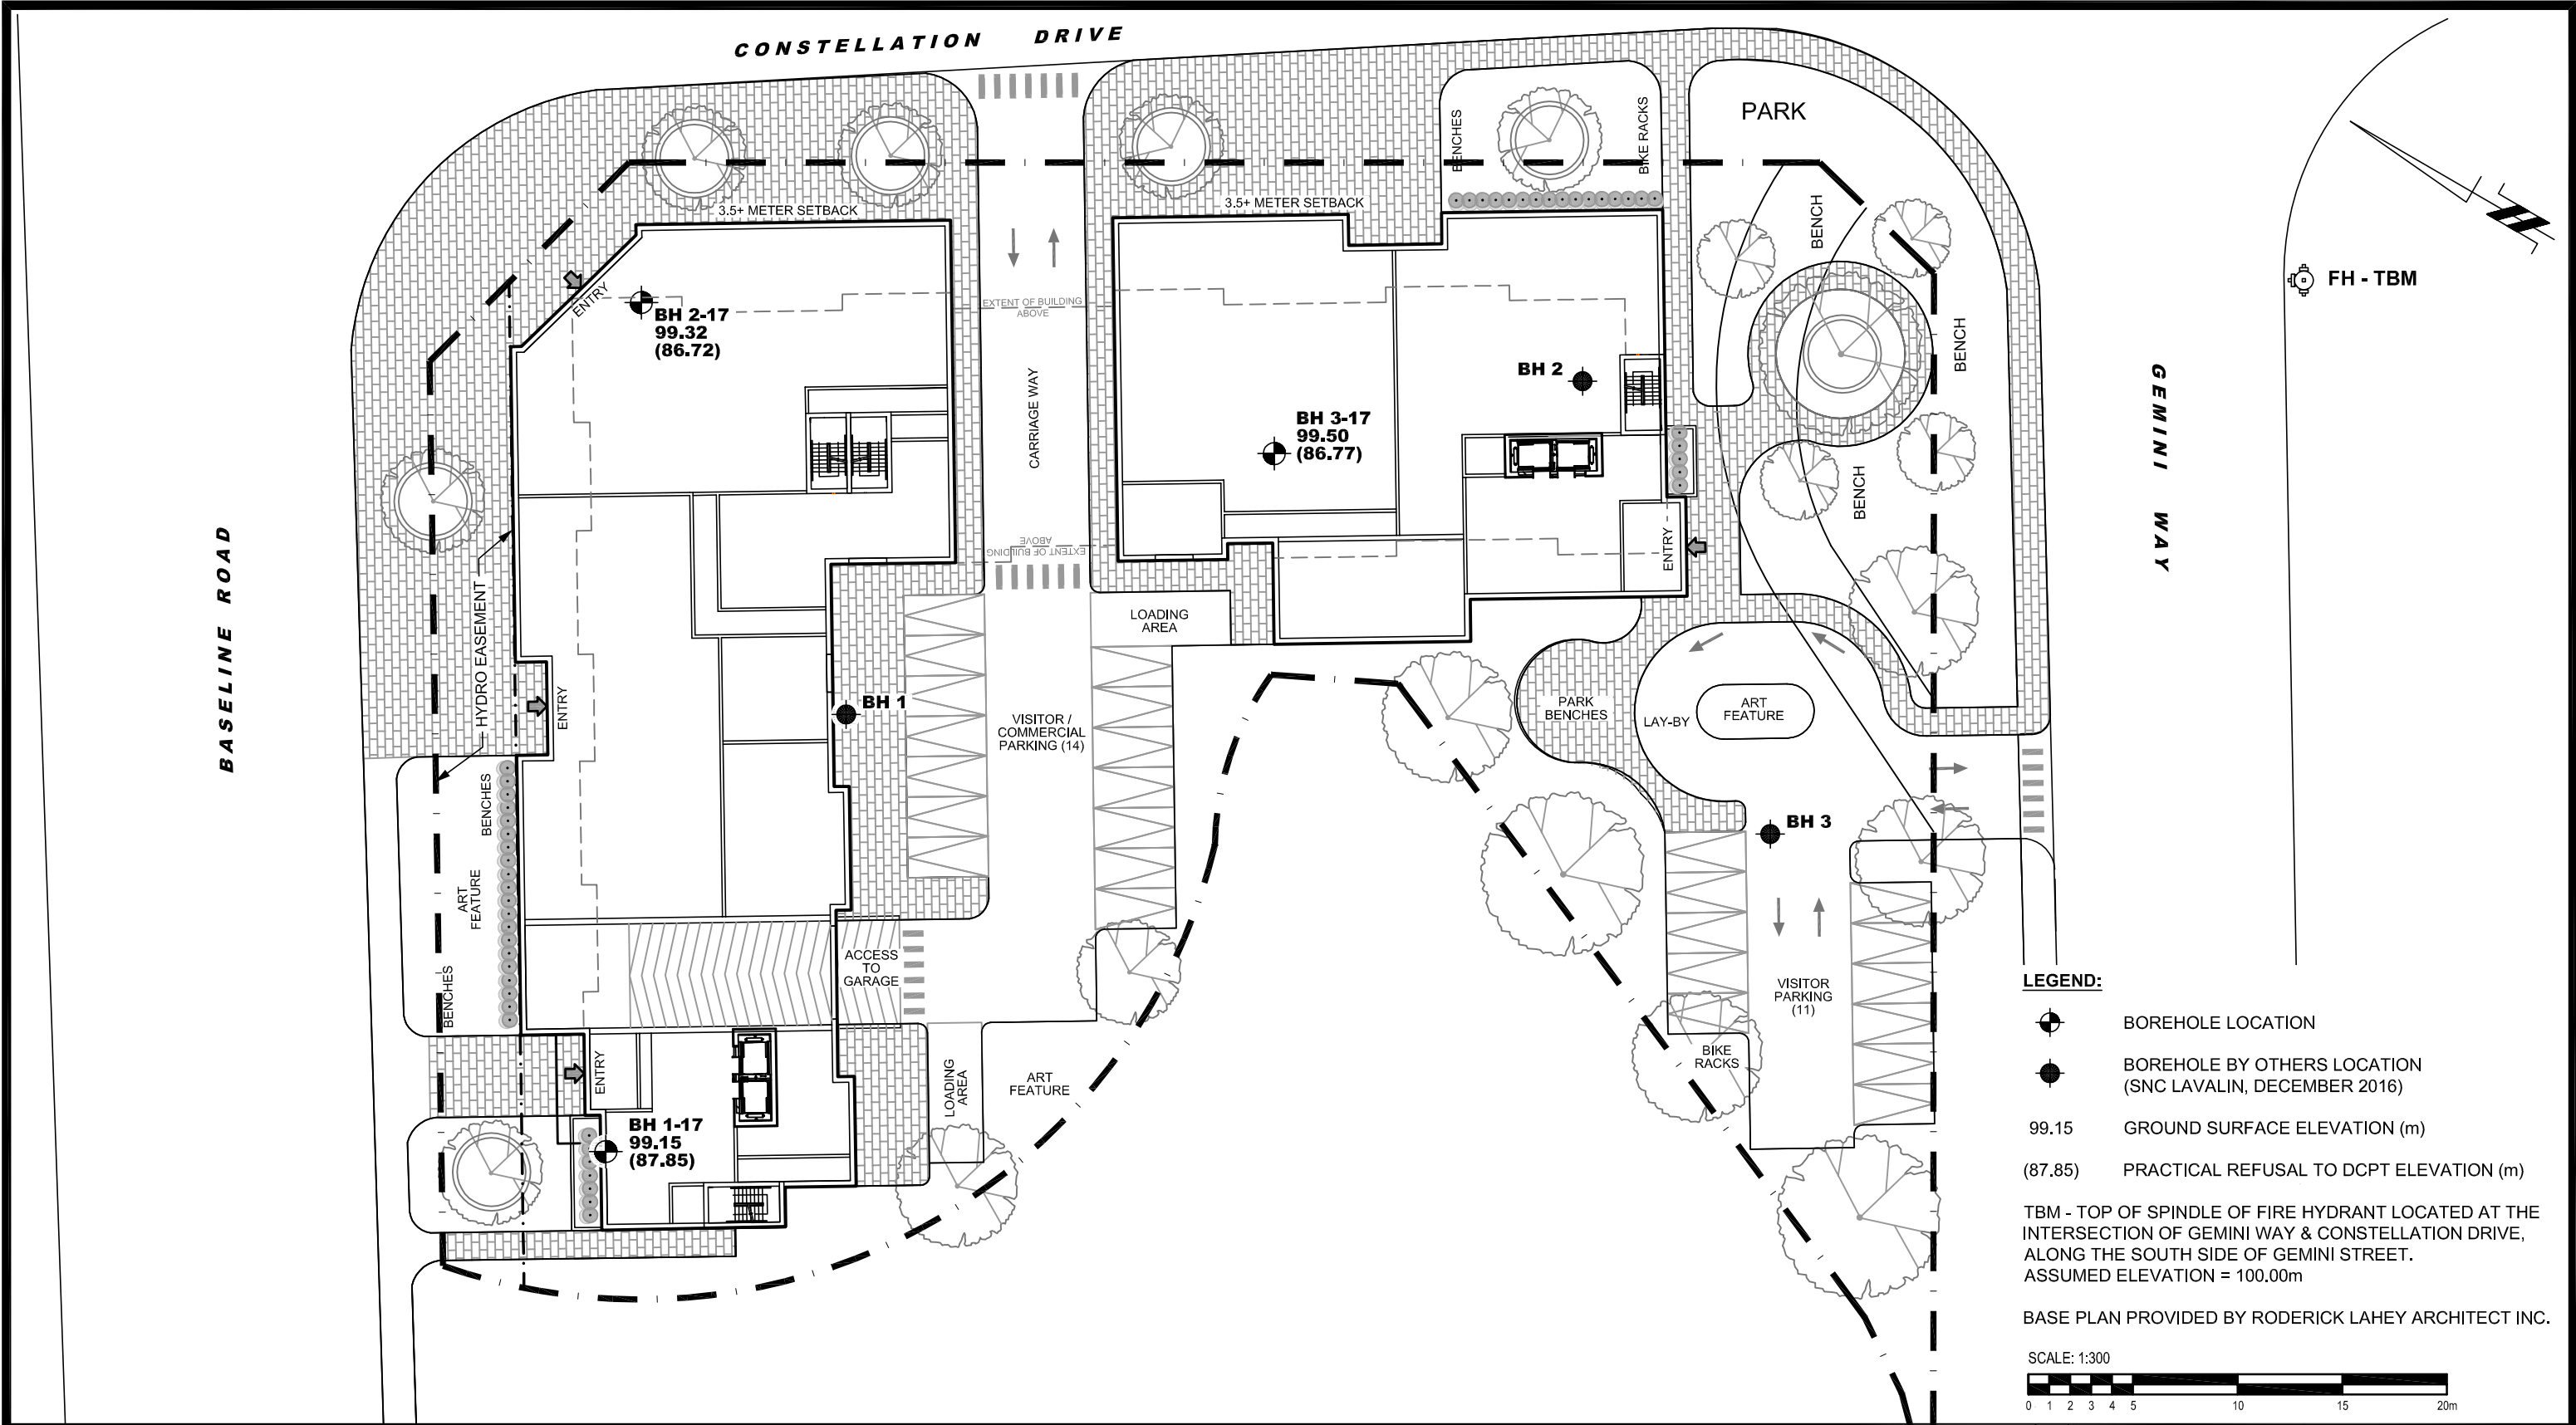 CONSTELLATION DRIVE
PARK
BENCHES
BIKE RACKS
3.5+ METER SETBACK
3.5+ METER SETBACK
BENCH
FH - TBM
ENTRY
BH 2-17
99.32
(86.72)
EXTENT OF BUILDING
ABOVE
BENCH
CARRIAGE WAY
BH 2
BH 3-17
99.50
(86.77)
GEMINI WAY
BENCH
BASELINE ROAD
EXTENT OF BUILDING
ABOVE
ENTRY
HYDRO EASEMENT
LOADING
AREA
ENTRY
BH 1
VISITOR /
COMMERCIAL
PARKING (14)
PARK
BENCHES
LAY-BY
ART
FEATURE
BENCHES
BH 3
ART
FEATURE
ACCESS
TO
GARAGE
BENCHES
VISITOR
PARKING
(11)
BIKE
RACKS
ENTRY
LOADING
AREA
ART
FEATURE
BH 1-17
99.15
(87.85)
LEGEND:
BOREHOLE LOCATION
BOREHOLE BY OTHERS LOCATION
(SNC LAVALIN, DECEMBER 2016)
99.15 GROUND SURFACE ELEVATION (m)
(87.85) PRACTICAL REFUSAL TO DCPT ELEVATION (m)
TBM - TOP OF SPINDLE OF FIRE HYDRANT LOCATED AT THE
INTERSECTION OF GEMINI WAY & CONSTELLATION DRIVE,
ALONG THE SOUTH SIDE OF GEMINI STREET.
ASSUMED ELEVATION = 100.00m
BASE PLAN PROVIDED BY RODERICK LAHEY ARCHITECT INC.
SCALE: 1:300
0 1 2 3 4 5 10 15 20m